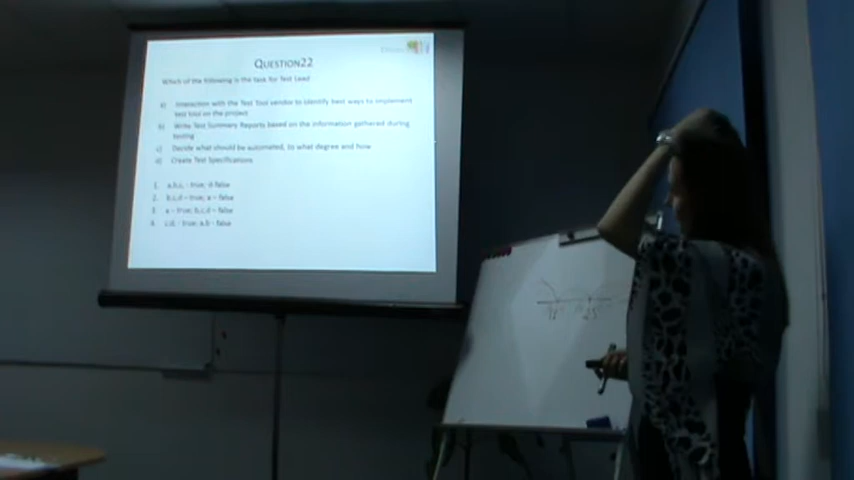 QUESTION22
Which of the following is the task for Test Lead
a) Interaction with the Test Tool vendor to identify best ways to implement
test tool on the project
b) Write Test Summary Reports based on the information gathered during
testing
c) Decide what should be automated, to what degree and how
d) Create Test Specifications
1. a,b,c, - true; d-false
2. b,c,d – true; a – false
3. a – true; b,c,d – false
4. c,d, - true; a,b - false
18 25